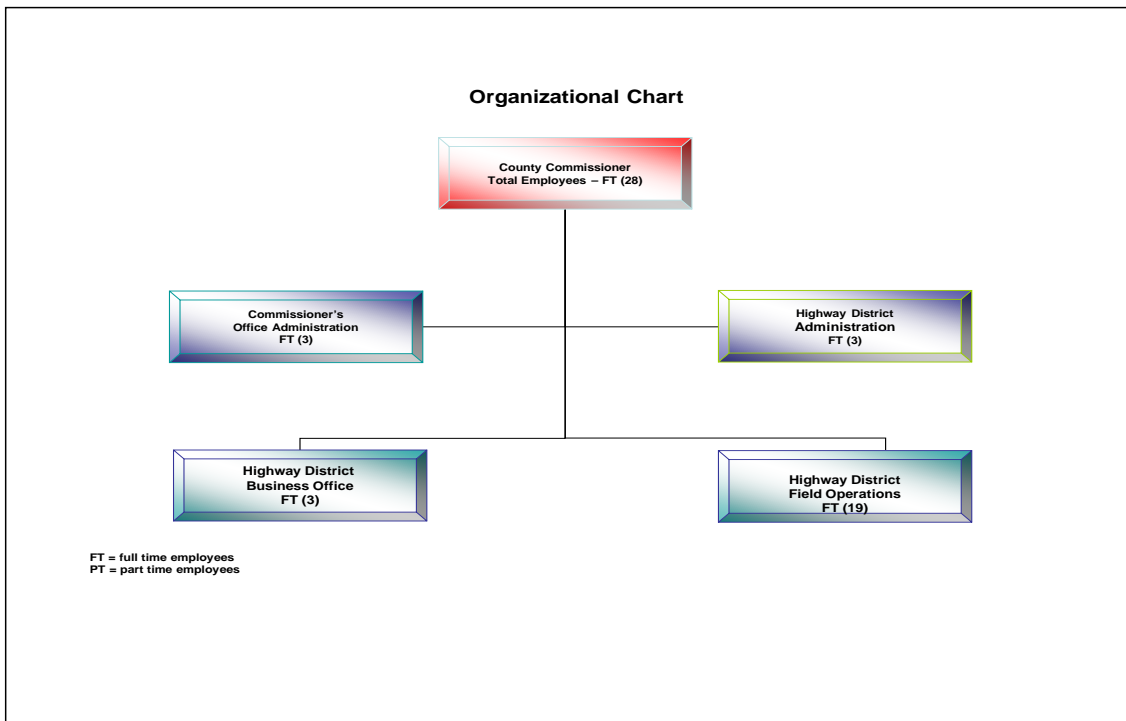 Organizational Chart
County Commissioner
Total Employees – FT (28)
Commissioner's
Office Administration
FT (3)
Highway District
Administration
FT (3)
Highway District
Business Office
FT (3)
Highway District
Field Operations
FT (19)
FT = full time employees
PT = part time employees